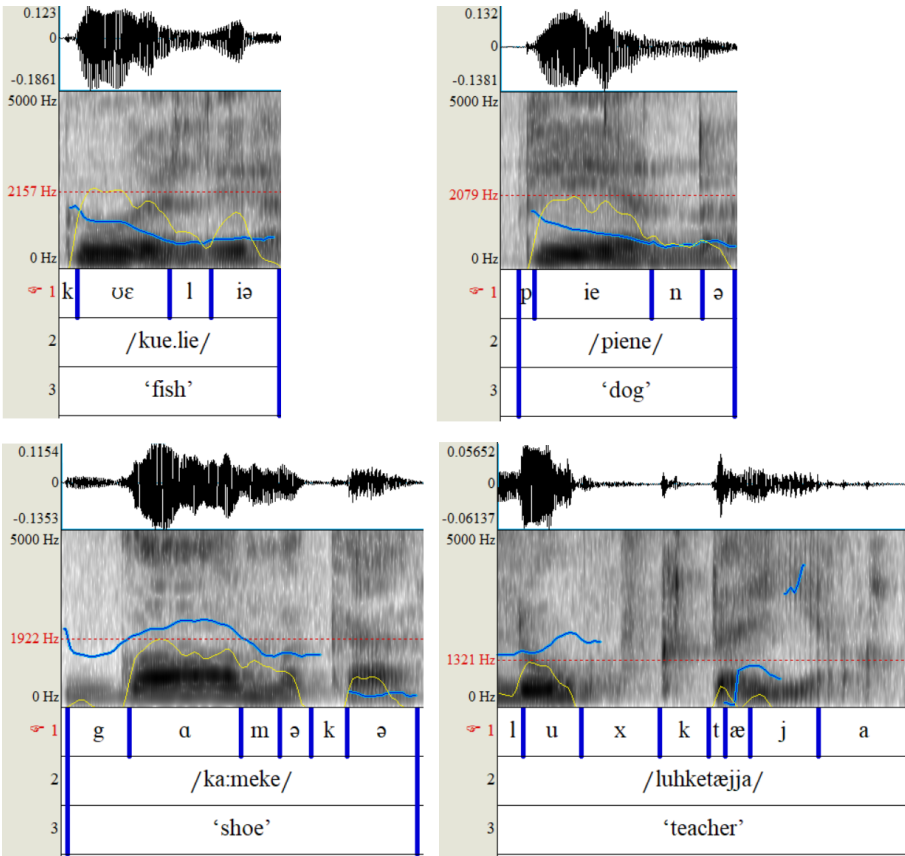 0.123
0
-0.1861
5000 Hz
2157 Hz
0 Hz
☞ 1 k ʊɛ l iə
2 /kue.lie/
3 ‘fish’
0.132
0
-0.1381
5000 Hz
2079 Hz
0 Hz
☞ 1 p ie n ə
2 /piene/
3 ‘dog’
0.1154
0
-0.1353
5000 Hz
1922 Hz
0 Hz
☞ 1 g ɑ m ə k ə
2 /ka:meke/
3 ‘shoe’
0.05652
0
-0.06137
5000 Hz
1321 Hz
0 Hz
☞ 1 l u x k t æ j a
2 /luhketæjja/
3 ‘teacher’